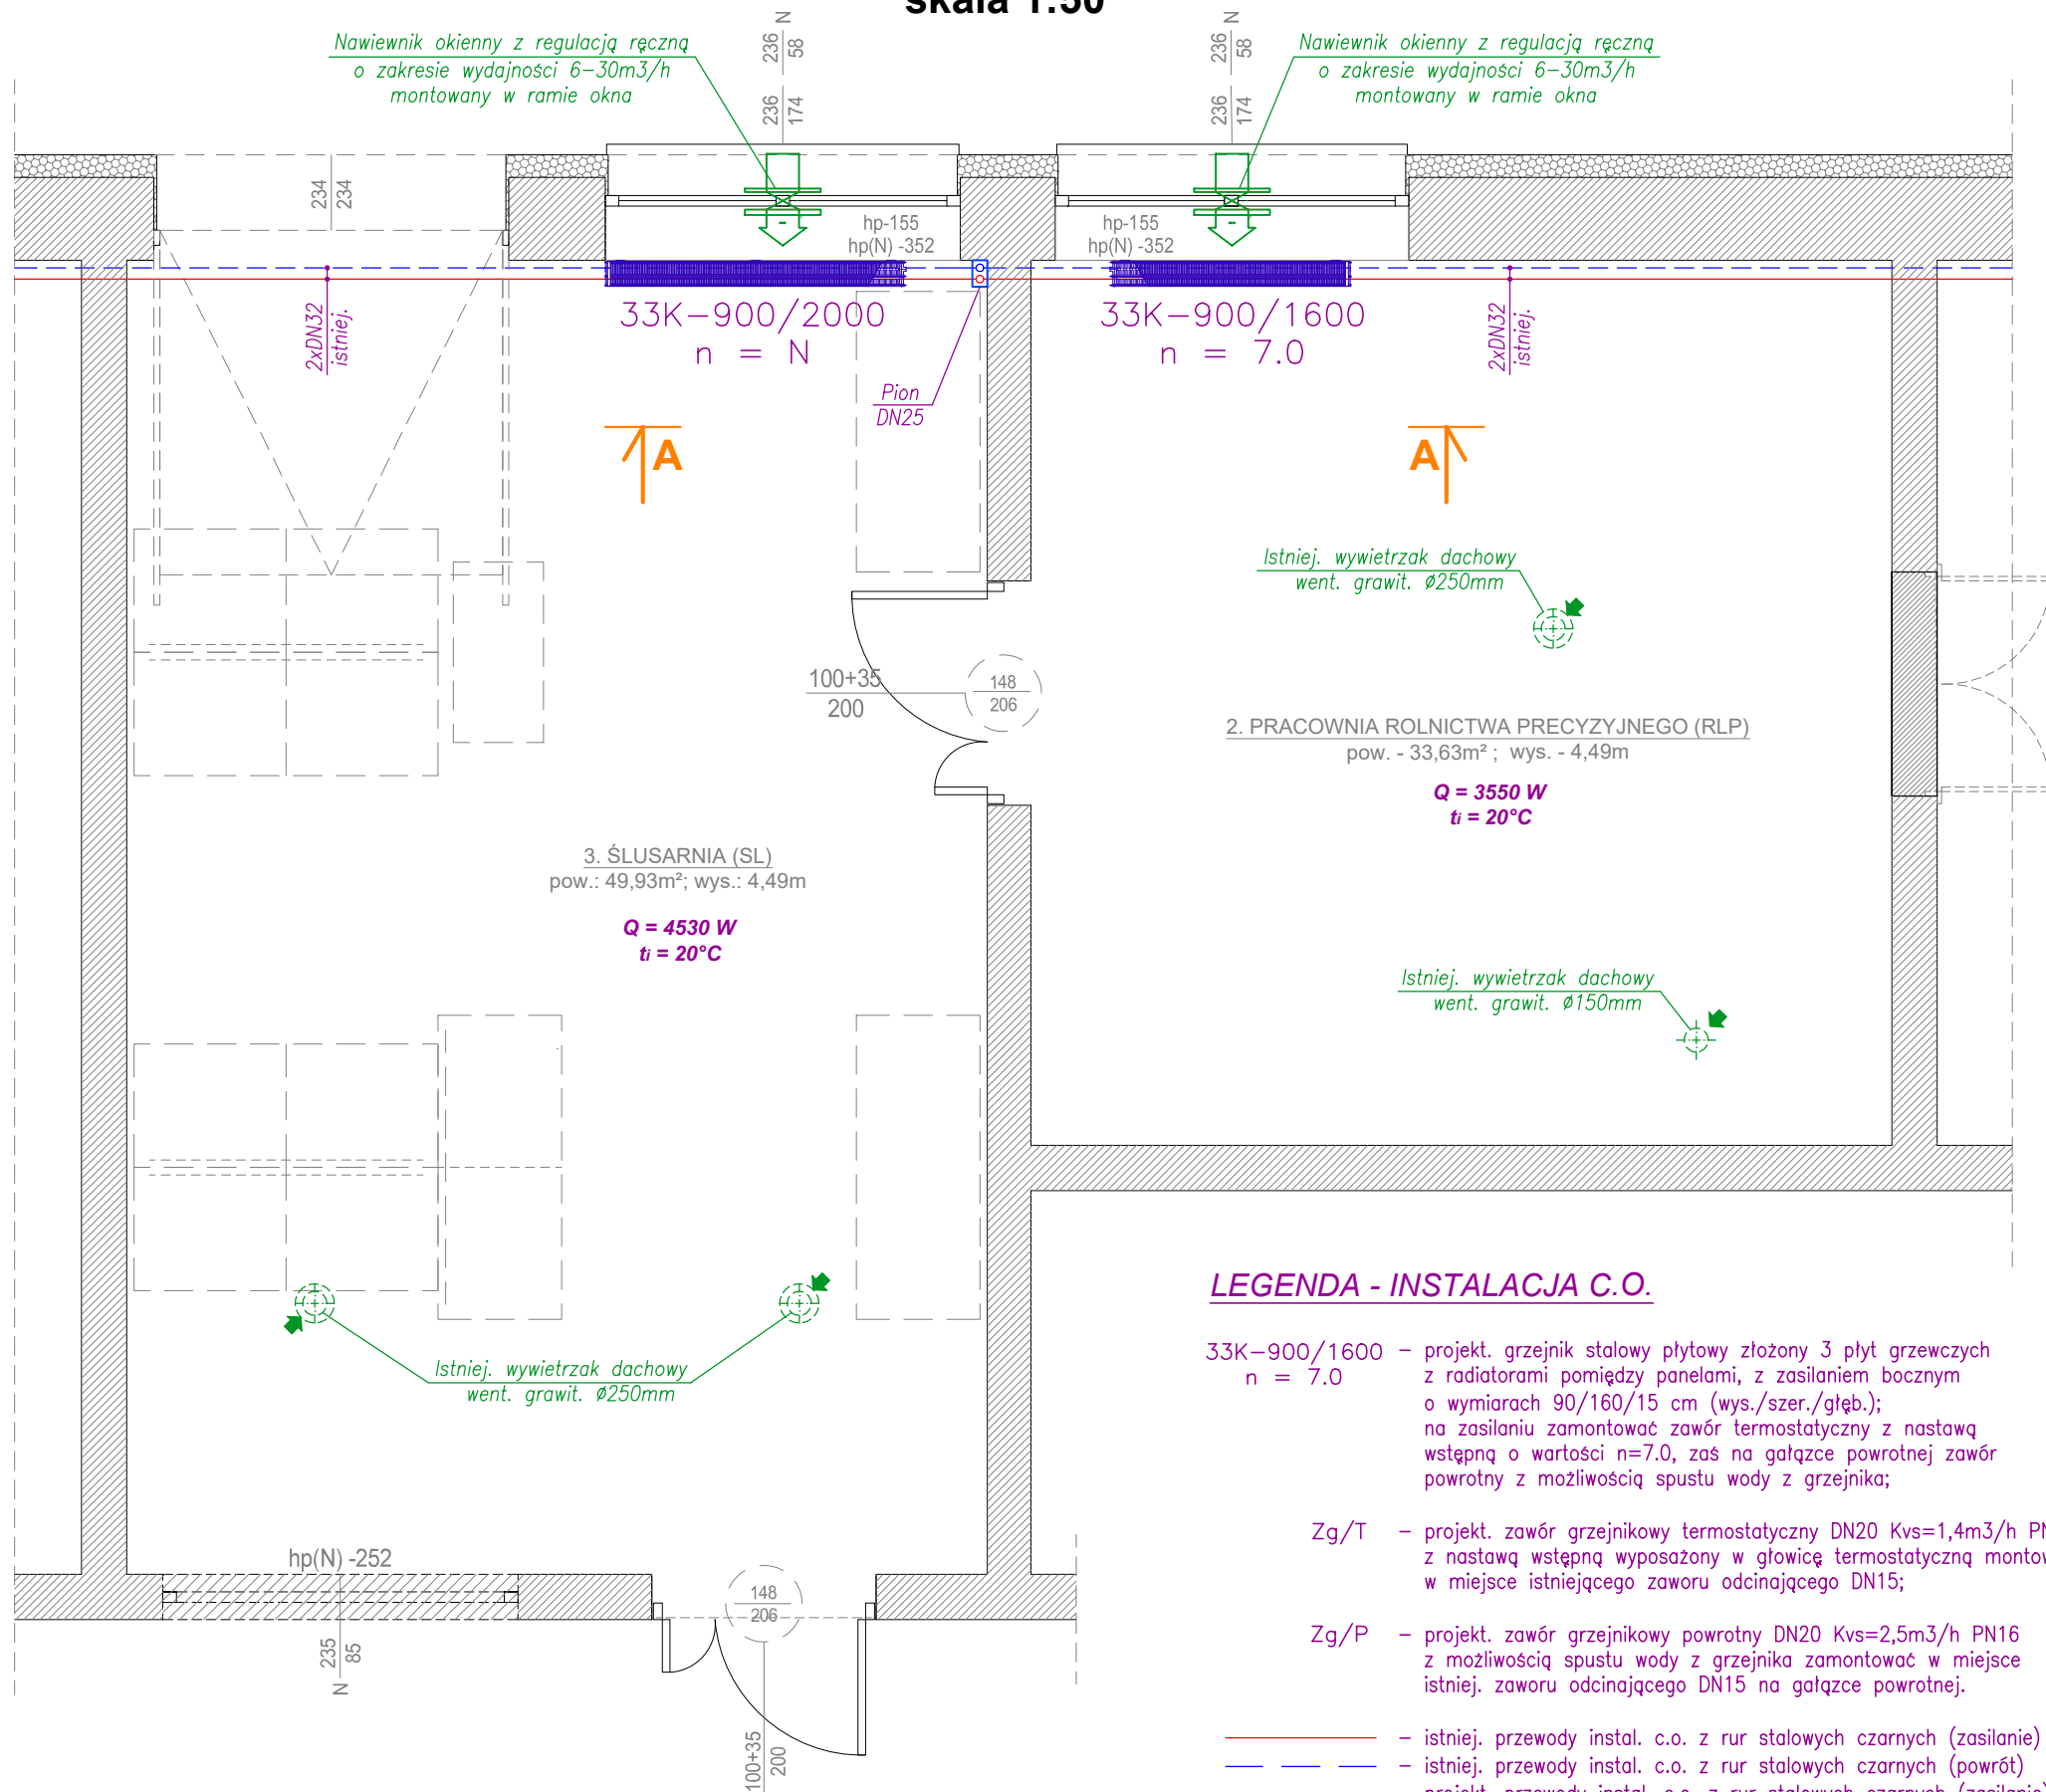 skala 1:50
Nawiewnik okienny z regulacją ręczną
o zakresie wydajności 6-30m3/h
montowany w ramie okna
236
58
N
236
174
236
58
N
236
174
Nawiewnik okienny z regulacją ręczną
o zakresie wydajności 6-30m3/h
montowany w ramie okna
234
234
hp-155
hp(N) -352
hp-155
hp(N) -352
2xDN32
istniej.
33K-900/2000
n = N
33K-900/1600
n = 7.0
2xDN32
istniej.
Pion
DN25
A
A
Istniej. wywietrzak dachowy
went. grawit. ø250mm
100+35
200
148
206
2. PRACOWNIA ROLNICTWA PRECYZYJNEGO (RLP)
pow. - 33,63m² ; wys. - 4,49m
Q = 3550 W
ti = 20°C
3. ŚLUSARNIA (SL)
pow.: 49,93m²; wys.: 4,49m
Q = 4530 W
ti = 20°C
Istniej. wywietrzak dachowy
went. grawit. ø150mm
Istniej. wywietrzak dachowy
went. grawit. ø250mm
hp(N) -252
235
85
N
148
206
100+35
200
LEGENDA - INSTALACJA C.O.
33K-900/1600 - projekt. grzejnik stalowy płytowy złożony 3 płyt grzewczych
n = 7.0 z radiatorami pomiędzy panelami, z zasilaniem bocznym
o wymiarach 90/160/15 cm (wys./szer./głęb.);
na zasilaniu zamontować zawór termostatyczny z nastawą
wstępną o wartości n=7.0, zaś na gałązce powrotnej zawór
powrotny z możliwością spustu wody z grzejnika;
Zg/T - projekt. zawór grzejnikowy termostatyczny DN20 Kvs=1,4m3/h
z nastawą wstępną wyposażony w głowicę termostatyczną
w miejsce istniejącego zaworu odcinającego DN15;
Zg/P - projekt. zawór grzejnikowy powrotny DN20 Kvs=2,5m3/h PN16
z możliwością spustu wody z grzejnika zamontować w miejsce
istniej. zaworu odcinającego DN15 na gałązce powrotnej.
- istniej. przewody instal. c.o. z rur stalowych czarnych (zasilanie)
- istniej. przewody instal. c.o. z rur stalowych czarnych (powrót)